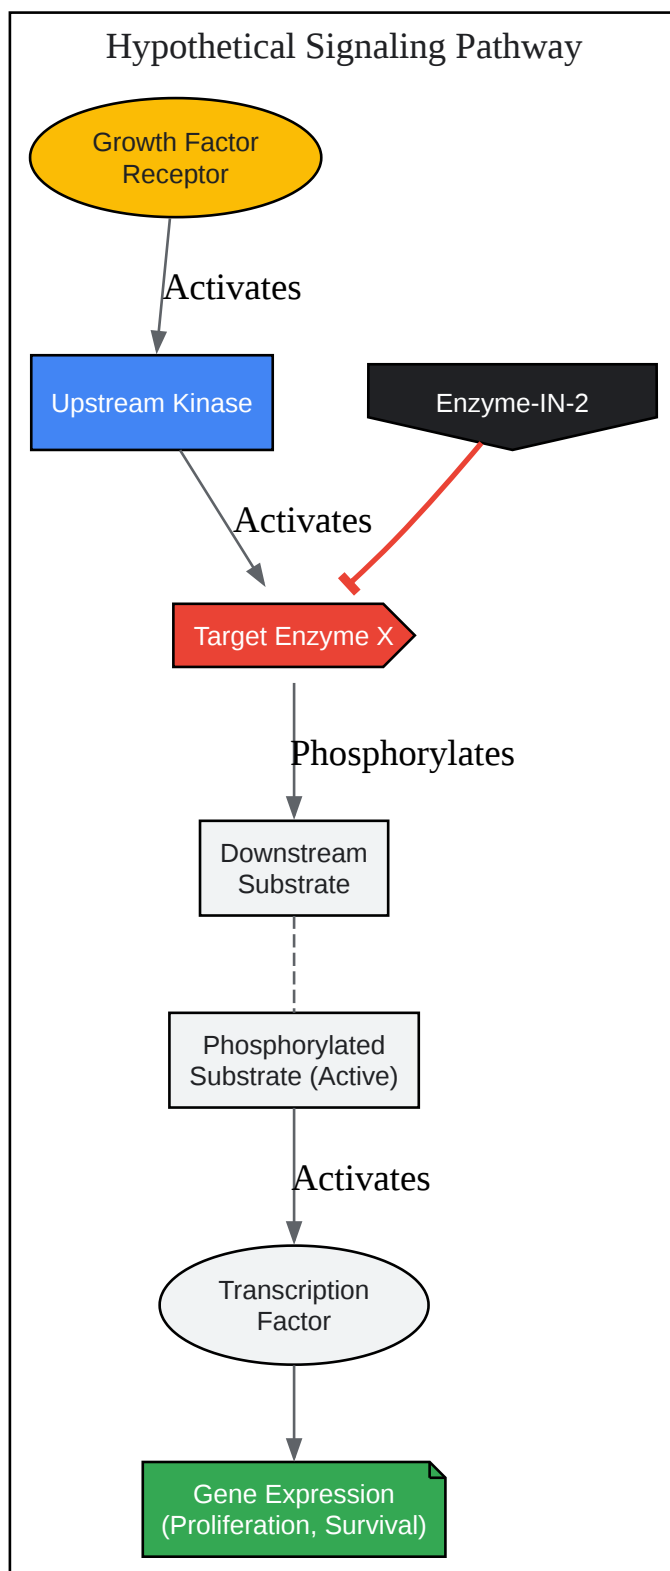 Hypothetical Signaling Pathway
Growth Factor
Receptor
Activates
Upstream Kinase
Enzyme-IN-2
Activates
Target Enzyme X
Phosphorylates
Downstream
Substrate
Phosphorylated
Substrate (Active)
Activates
Transcription
Factor
Gene Expression
(Proliferation, Survival)